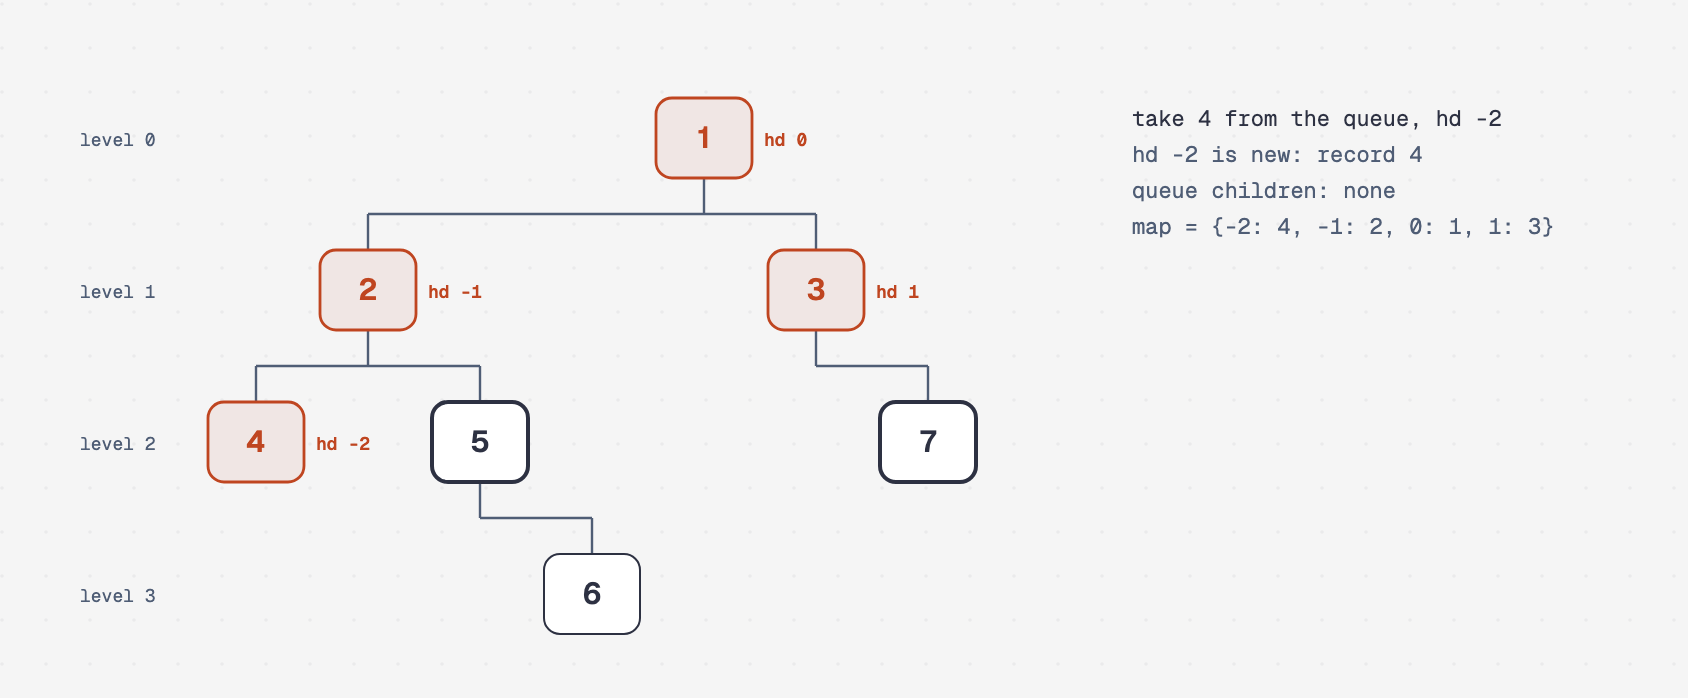 level 0
1
hd 0
take 4 from the queue, hd -2
hd -2 is new: record 4
queue children: none
map = {-2: 4, -1: 2, 0: 1, 1: 3}
level 1
2
hd -1
3
hd 1
level 2
4
hd -2
5
7
level 3
6